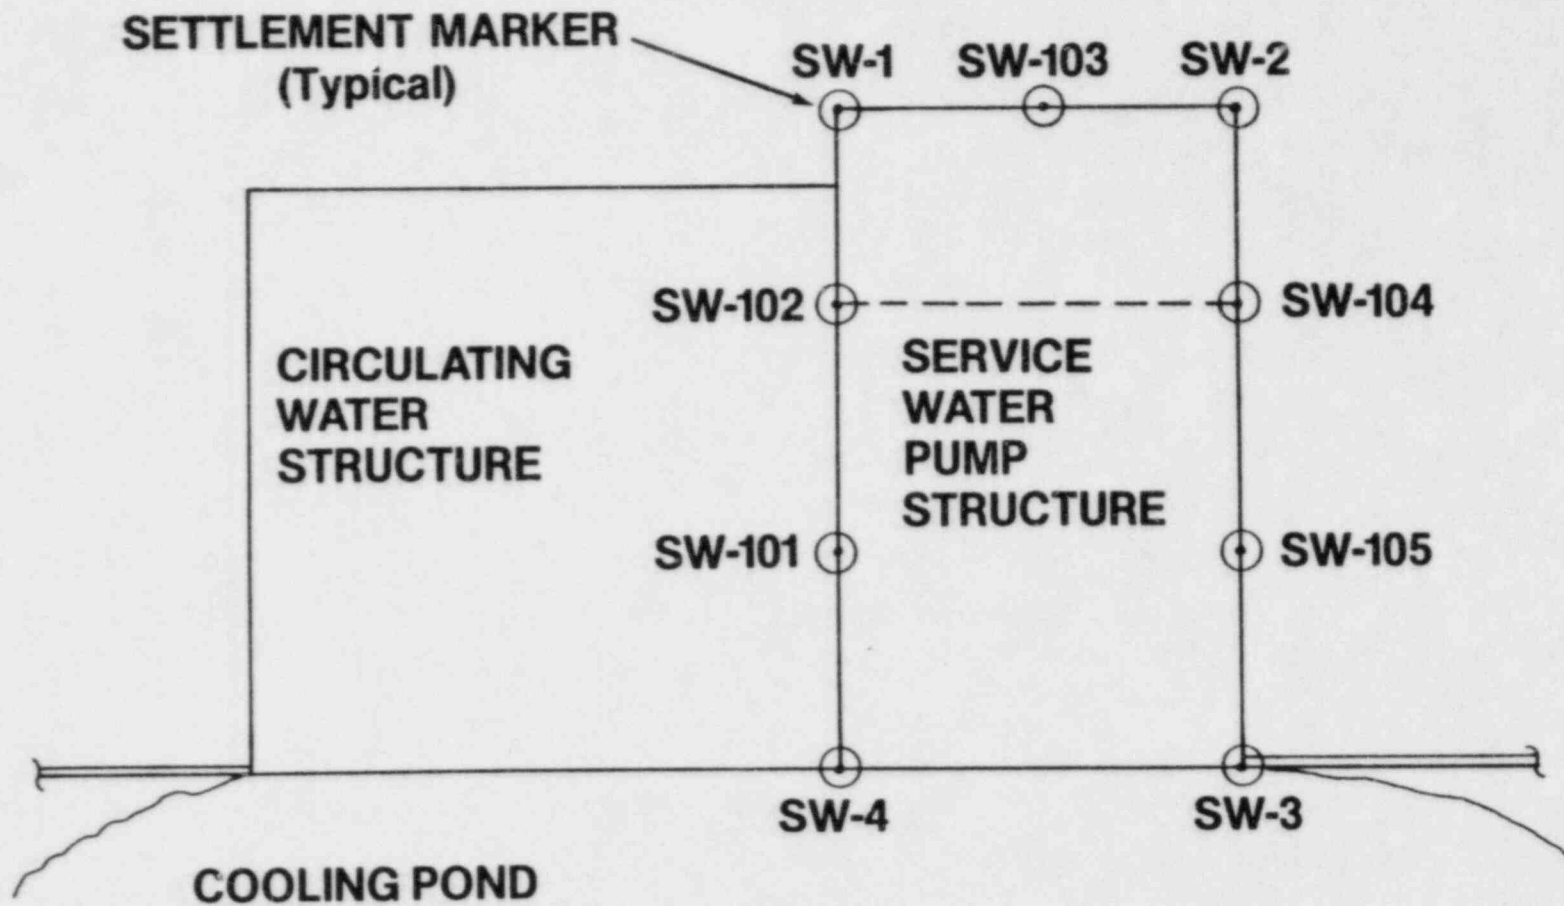 SETTLEMENT MARKER
(Typical)
SW-1
SW-103
SW-2
SW-102
SW-104
CIRCULATING
WATER
STRUCTURE
SERVICE
WATER
PUMP
STRUCTURE
SW-101
SW-105
SW-4
SW-3
COOLING POND